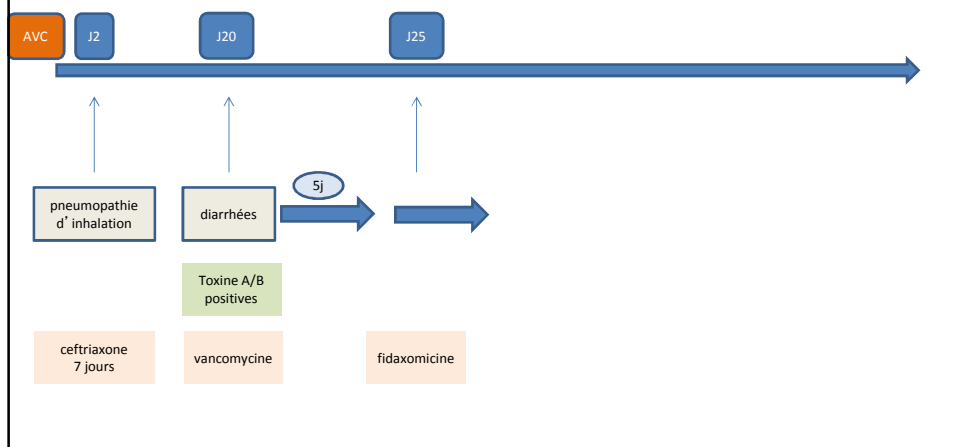 AVC
J2
J20
J25
5j
pneumopathie
d’inhalation
diarrhées
Toxine A/B
positives
ceftriaxone
7 jours
vancomycine
fidaxomicine